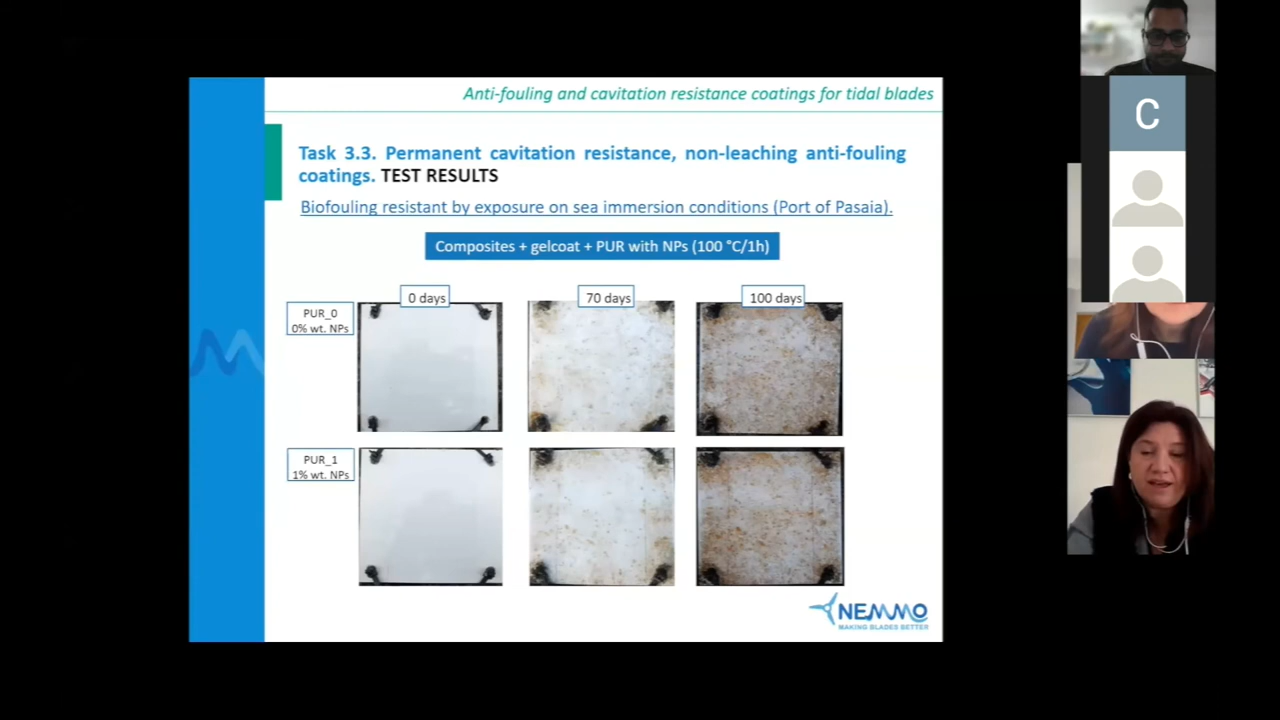 Anti-fouling and cavitation resistance coatings for tidal blades
Task 3.3. Permanent cavitation resistance, non-leaching anti-fouling
coatings. TEST RESULTS
Biofouling resistant by exposure on sea immersion conditions (Port of Pasaia).
Composites + gelcoat + PUR with NPs (100 °C/1h)
0 days
70 days
100 days
PUR_0
0% wt. NPs
PUR_1
1% wt. NPs
NEMMO
MAKING BLADES BETTER
C